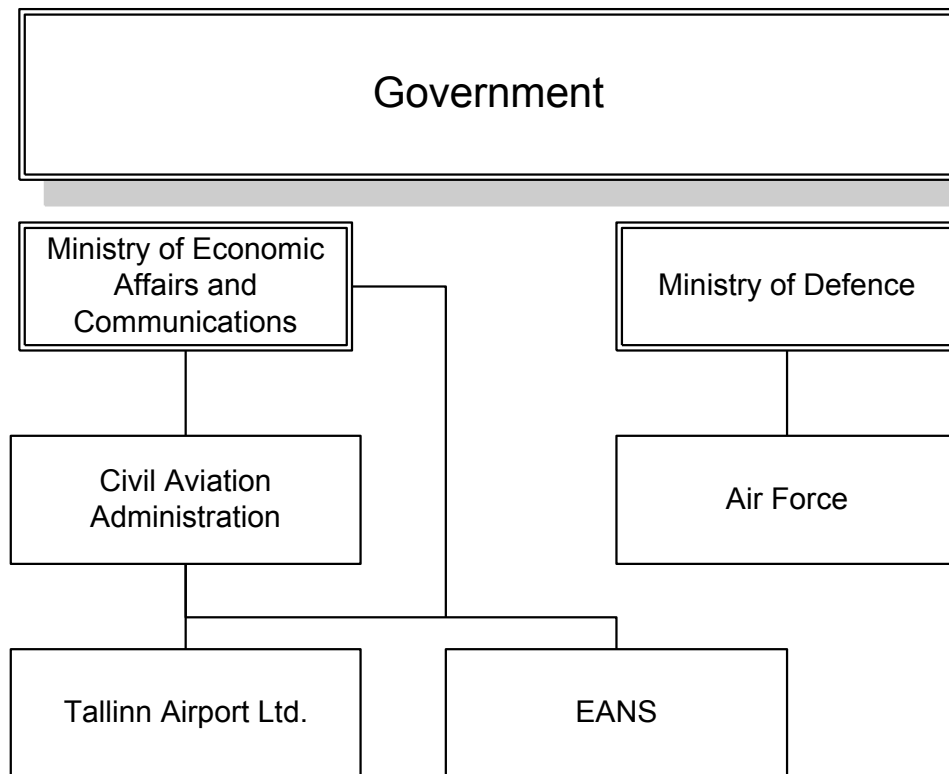 Government
Ministry of Economic
Affairs and
Communications
Ministry of Defence
Civil Aviation
Administration
Air Force
Tallinn Airport Ltd.
EANS